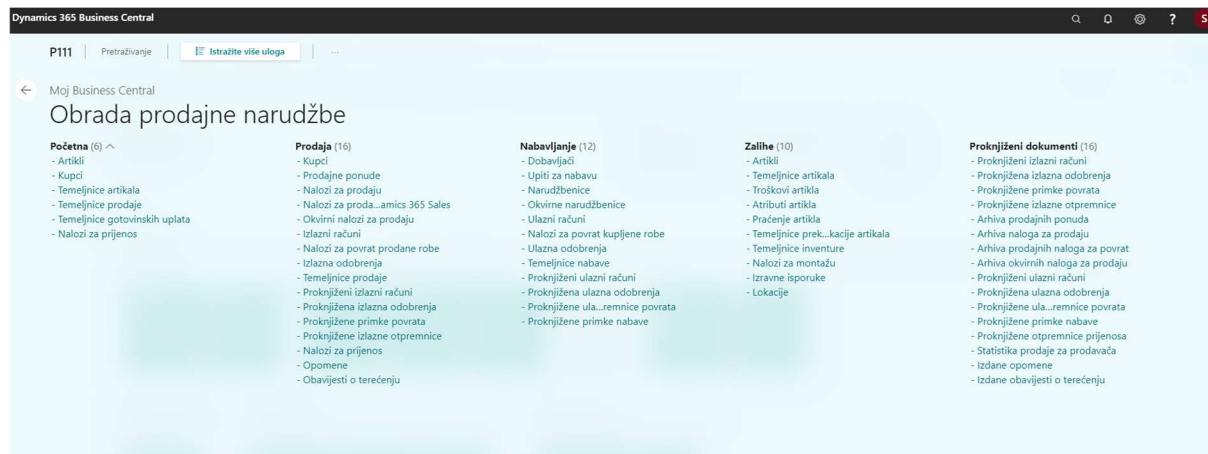 Dynamics 365 Business Central
?
S
P111
Pretraživanje
Istražite više uloga
...
Moj Business Central
Obrada prodajne narudžbe
Početna (6)
- Artikli
- Kupci
- Temeljnice artikala
- Temeljnice prodaje
- Temeljnice gotovinskih uplata
- Nalozi za prijenos
Prodaja (16)
- Kupci
- Prodajne ponude
- Nalozi za prodaju
- Nalozi za proda...amics 365 Sales
- Okvirni nalozi za prodaju
- Izlazni računi
- Nalozi za povrat prodane robe
- Izlazna odobrenja
- Temeljnice prodaje
- Proknjiženi izlazni računi
- Proknjižena izlazna odobrenja
- Proknjižene primke povrata
- Proknjižene izlazne otpremnice
- Nalozi za prijenos
- Opomene
- Obavijesti o terećenju
Nabavljanje (12)
- Dobavljači
- Upiti za nabavu
- Narudžbenice
- Okvirne narudžbenice
- Ulazni računi
- Nalozi za povrat kupljene robe
- Ulazna odobrenja
- Temeljnice nabave
- Proknjiženi ulazni računi
- Proknjižena ulazna odobrenja
- Proknjižene ula...remnice povrata
- Proknjižene primke nabave
Zalihe (10)
- Artikli
- Temeljnice artikala
- Troškovi artikla
- Atributi artikla
- Praćenje artikla
- Temeljnice prek...kacije artikala
- Temeljnice inventure
- Nalozi za montažu
- Izravne isporuke
- Lokacije
Proknjiženi dokumenti (16)
- Proknjiženi izlazni računi
- Proknjižena izlazna odobrenja
- Proknjižene primke povrata
- Proknjižene izlazne otpremnice
- Arhiva prodajnih ponuda
- Arhiva naloga za prodaju
- Arhiva prodajnih naloga za povrat
- Arhiva okvirnih naloga za prodaju
- Proknjiženi ulazni računi
- Proknjižena ulazna odobrenja
- Proknjižene ula...remnice povrata
- Proknjižene primke nabave
- Proknjižene otpremnice prijenosa
- Statistika prodaje za prodavača
- Izdane opomene
- Izdane obavijesti o terećenju